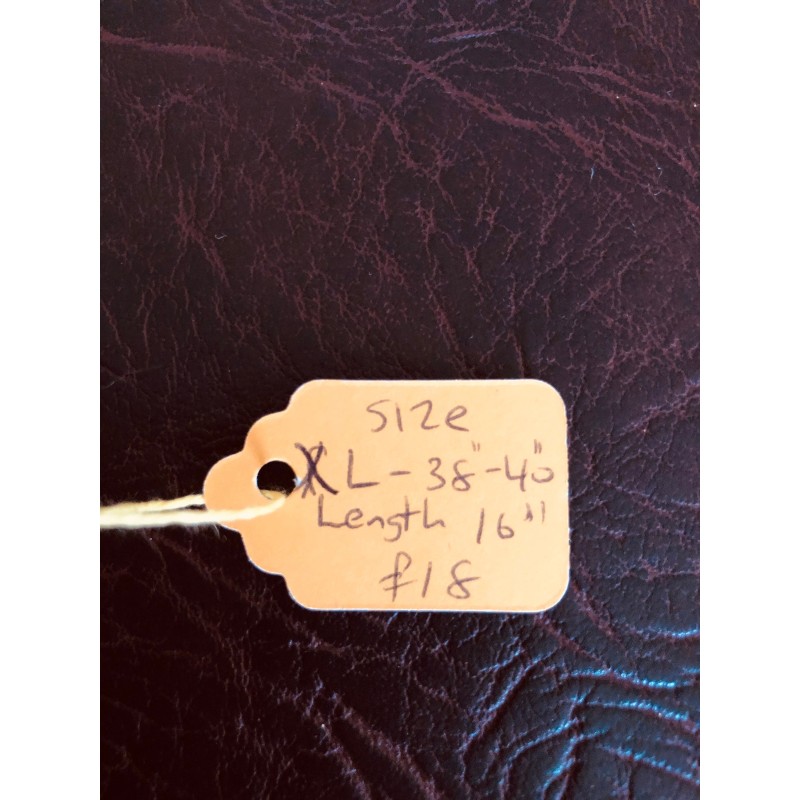 Size
XL - 38" - 40"
Length 16"
£18